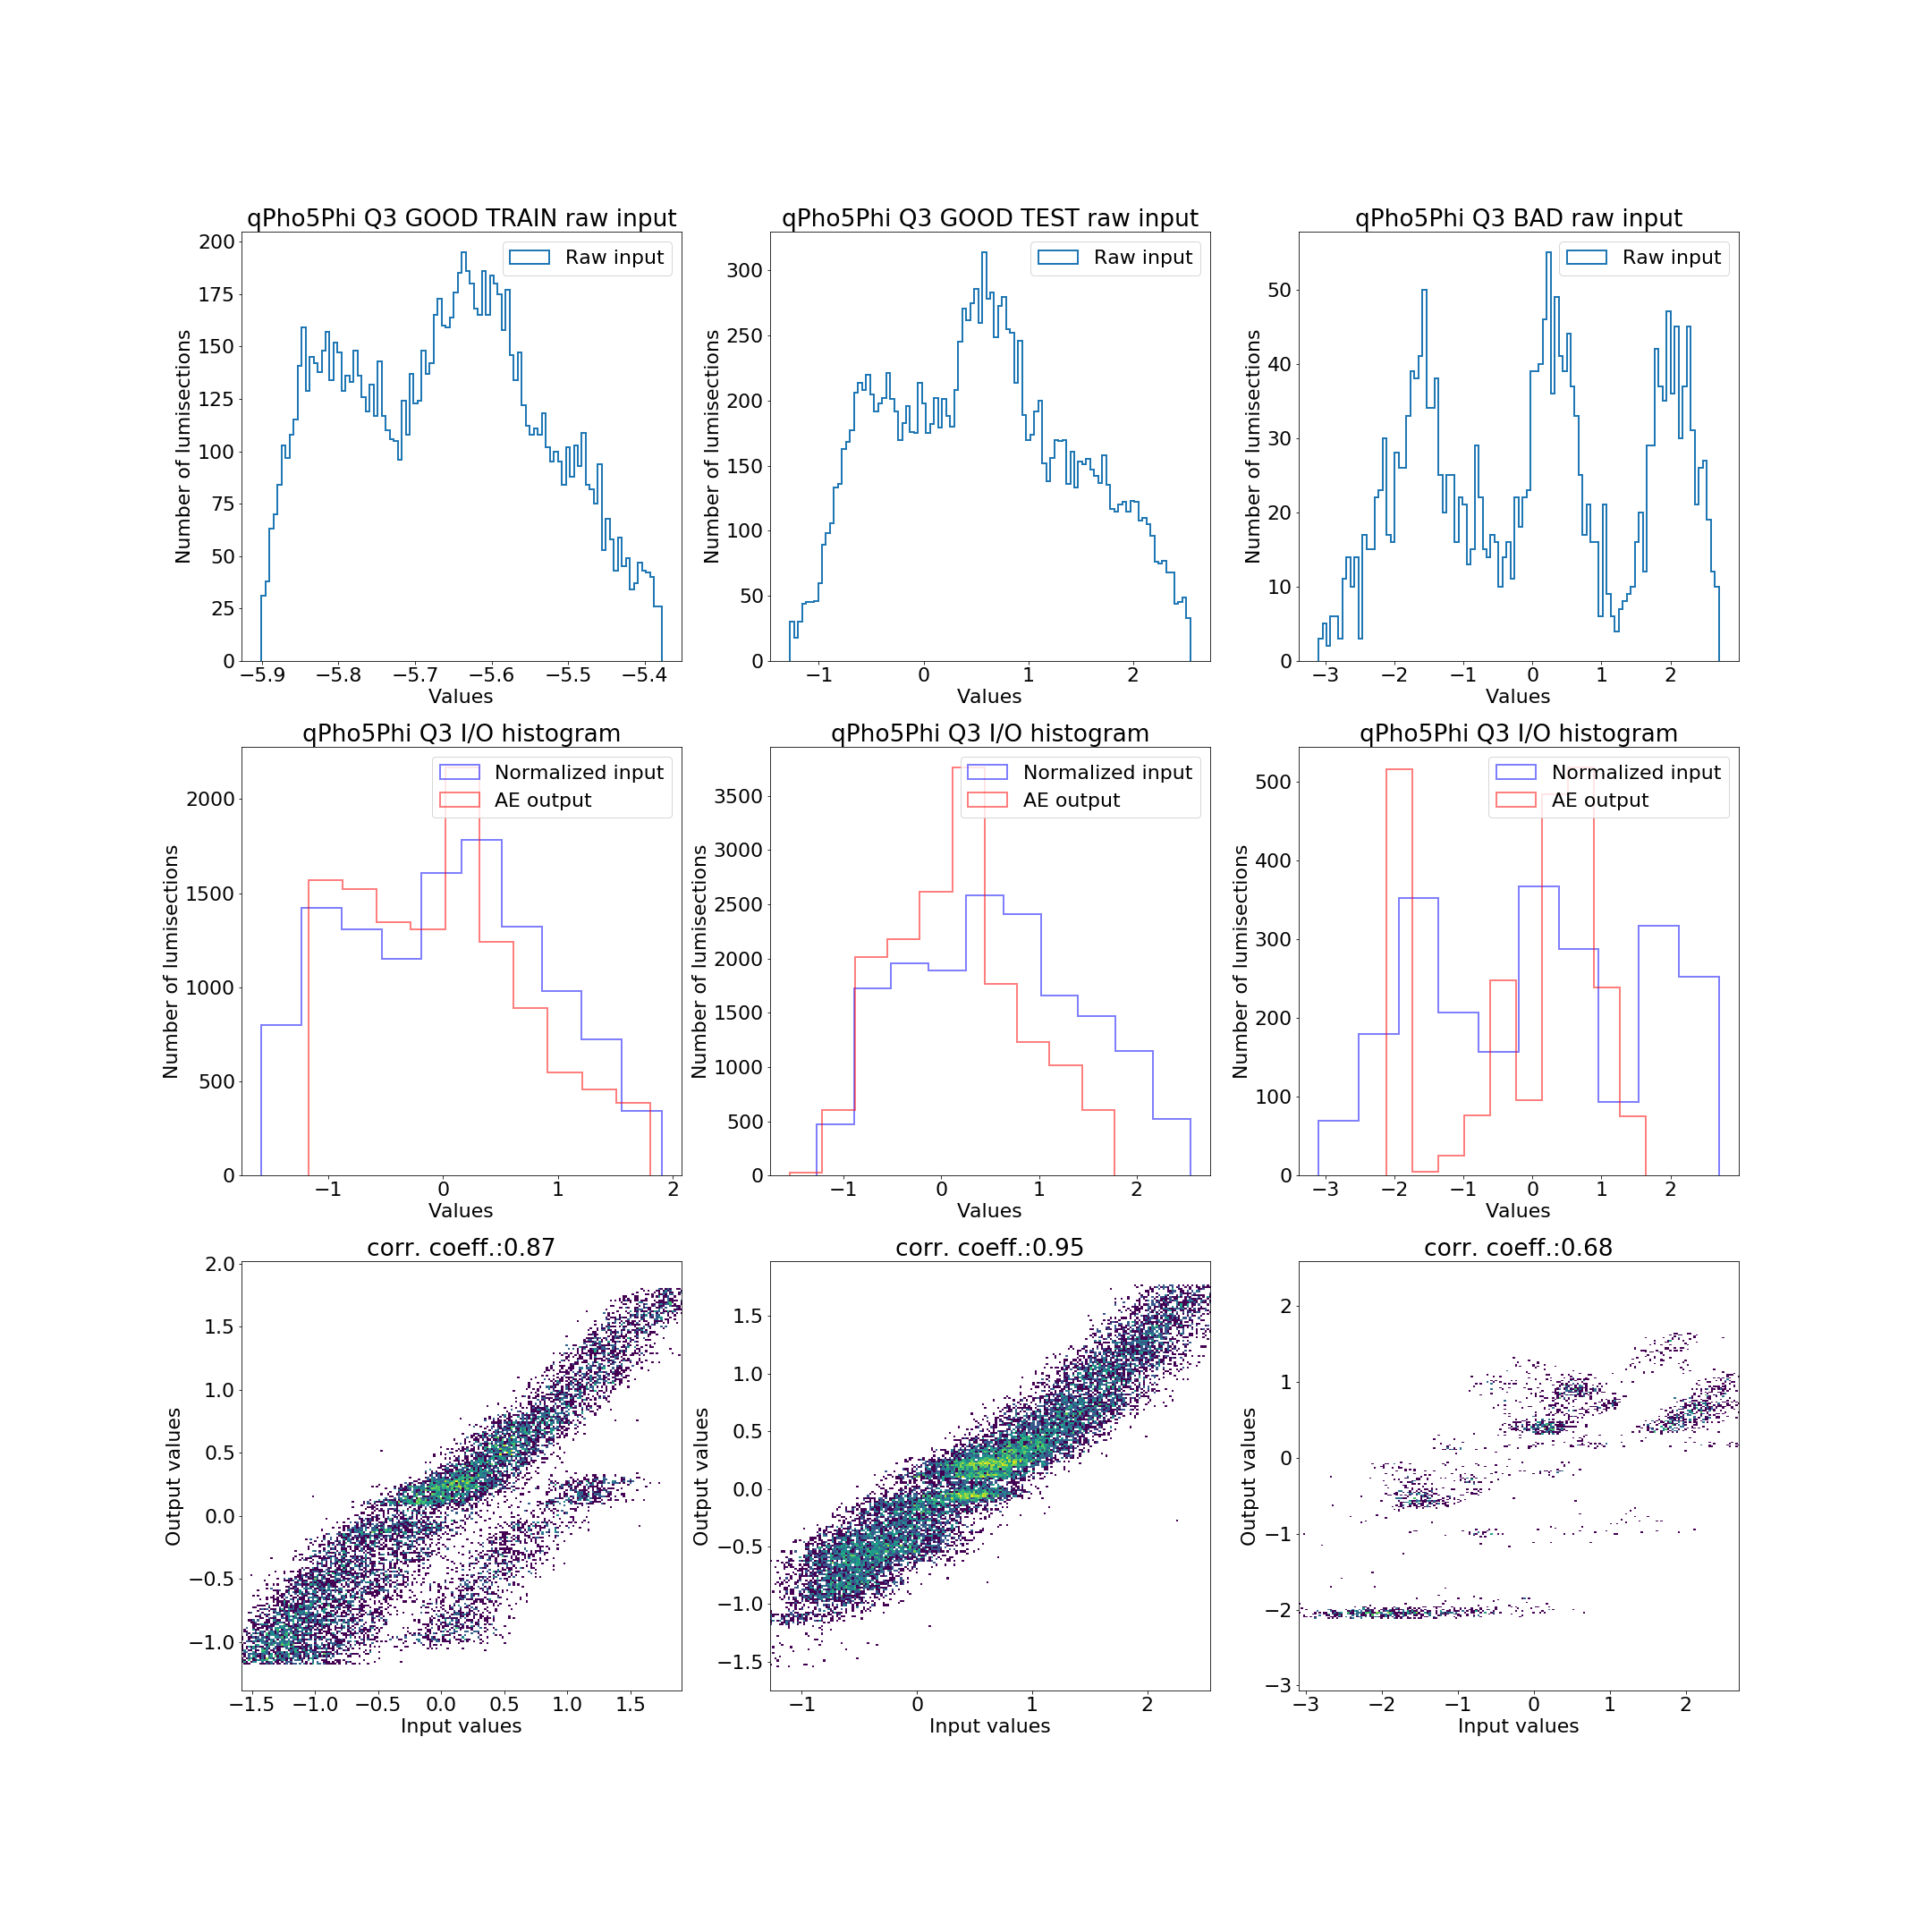 qPho5Phi Q3 GOOD TRAIN raw input
Number of lumisections
200
175
150
125
100
75
50
25
0
Raw input
−5.9 −5.8 −5.7 −5.6 −5.5 −5.4
Values
qPho5Phi Q3 GOOD TEST raw input
Number of lumisections
300
250
200
150
100
50
0
Raw input
−1 0 1 2
Values
qPho5Phi Q3 BAD raw input
Number of lumisections
50
40
30
20
10
0
Raw input
−3 −2 −1 0 1 2
Values
qPho5Phi Q3 I/O histogram
Number of lumisections
2000
1500
1000
500
0
Normalized input
AE output
−1 0 1 2
Values
qPho5Phi Q3 I/O histogram
Number of lumisections
3500
3000
2500
2000
1500
1000
500
0
Normalized input
AE output
−1 0 1 2
Values
qPho5Phi Q3 I/O histogram
Number of lumisections
500
400
300
200
100
0
Normalized input
AE output
−3 −2 −1 0 1 2
Values
corr. coeff.:0.87
Output values
2.0
1.5
1.0
0.5
0.0
−0.5
−1.0
−1.5 −1.0 −0.5 0.0 0.5 1.0 1.5
Input values
corr. coeff.:0.95
Output values
1.5
1.0
0.5
0.0
−0.5
−1.0
−1.5
−1 0 1 2
Input values
corr. coeff.:0.68
Output values
2
1
0
−1
−2
−3
−3 −2 −1 0 1 2
Input values